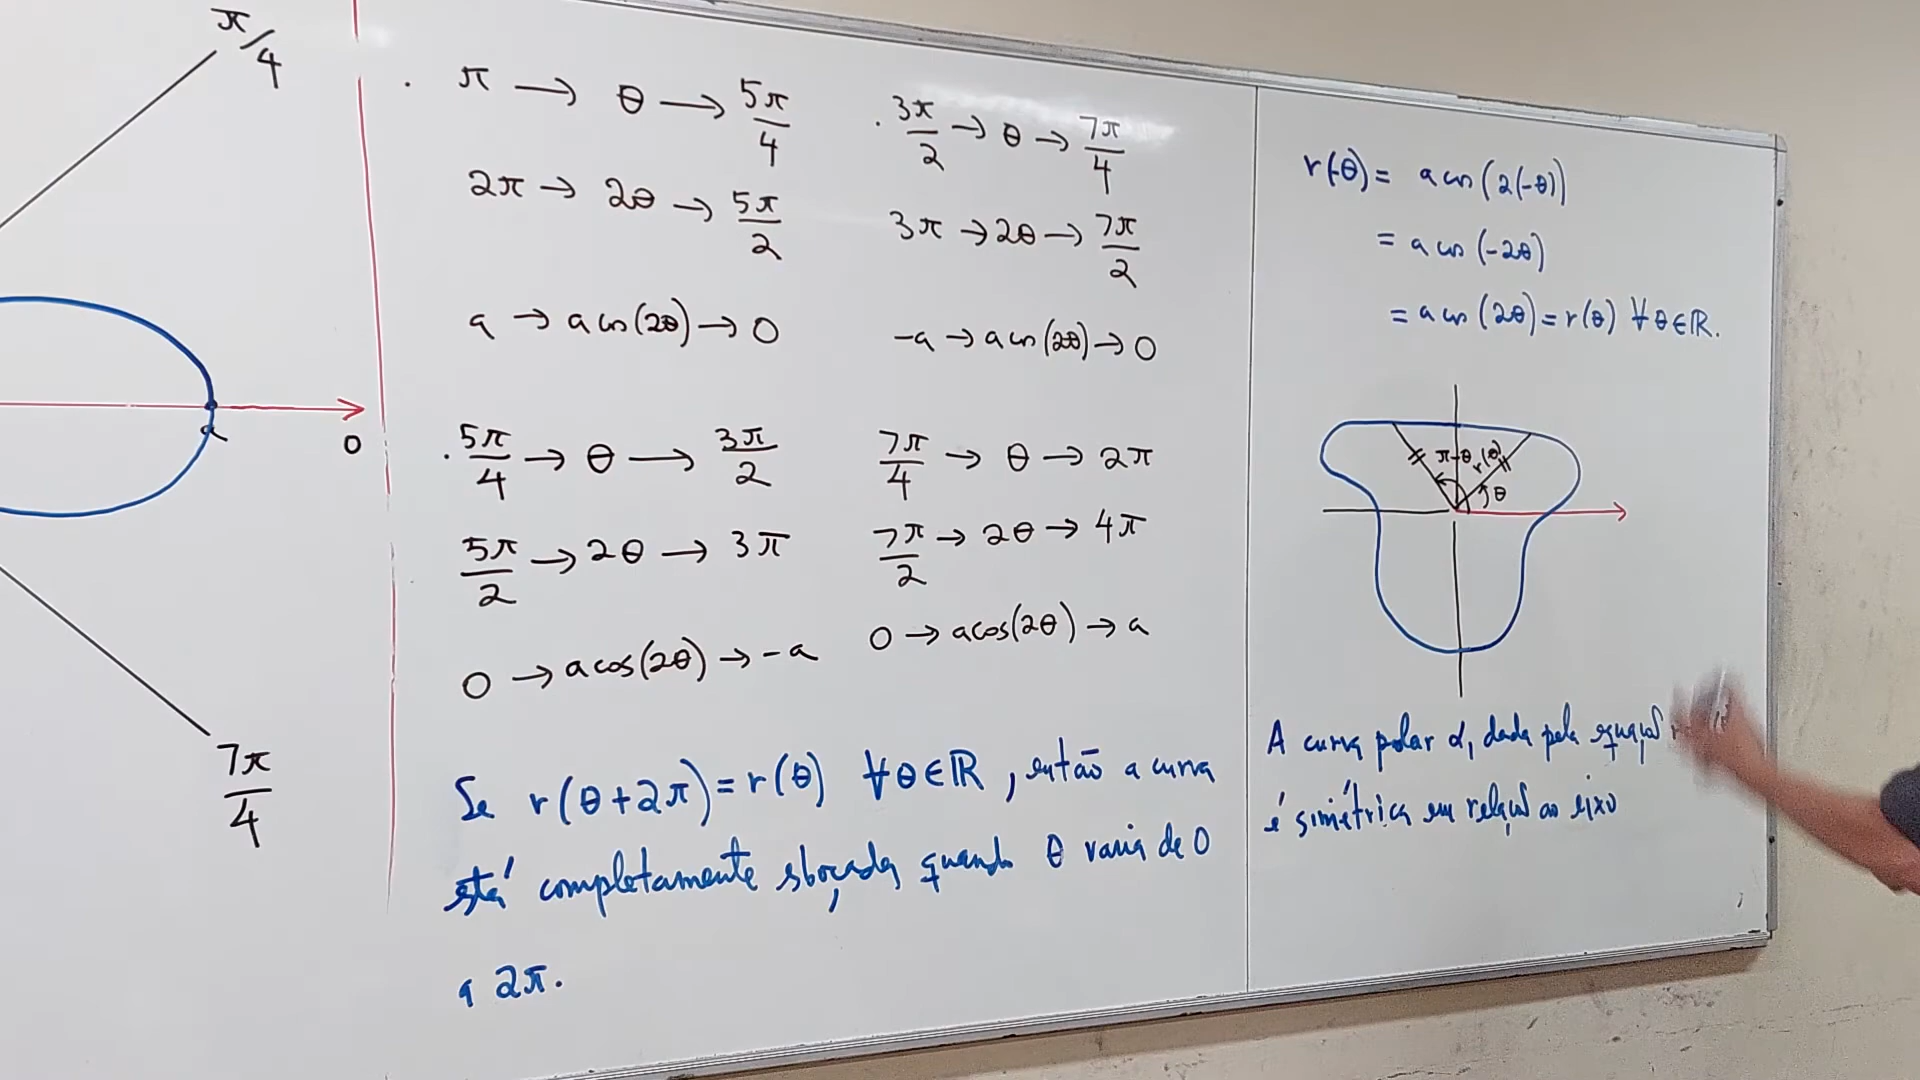 π/4
a
0
7π/4
. π → θ → 5π/4
2π → 2θ → 5π/2
a → a cos(2θ) → 0
. 5π/4 → θ → 3π/2
5π/2 → 2θ → 3π
0 → a cos(2θ) → -a
. 3π/2 → θ → 7π/4
3π → 2θ → 7π/2
-a → a cos(2θ) → 0
7π/4 → θ → 2π
7π/2 → 2θ → 4π
0 → a cos(2θ) → a
Se r(θ+2π) = r(θ) ∀ θ ∈ ℝ, então a curva
está completamente esboçada quando θ varia de 0
a 2π.
r(-θ) = a cos(2(-θ))
= a cos(-2θ)
= a cos(2θ) = r(θ) ∀ θ ∈ ℝ.
π-θ r(θ)
θ
A curva polar α, dada pela equação
é simétrica em relação ao eixo